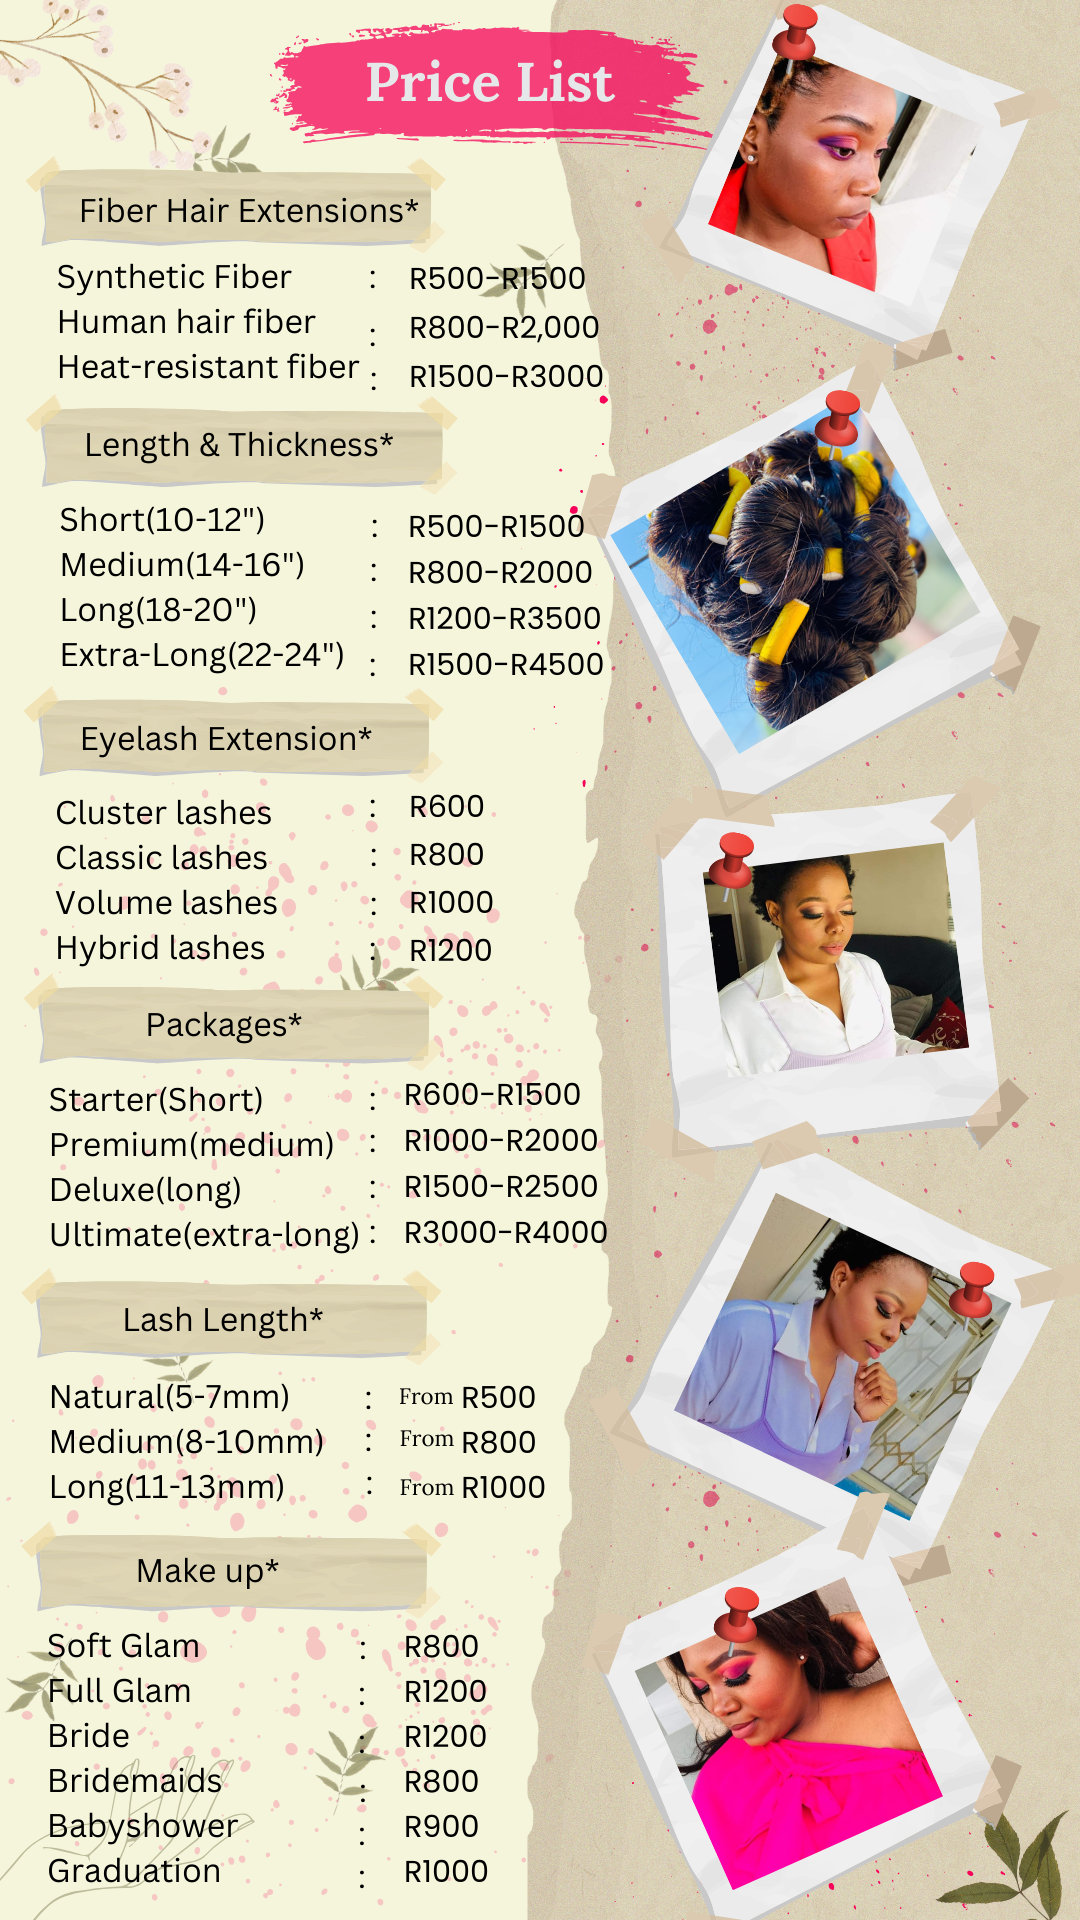 Price List
Fiber Hair Extensions*
Synthetic Fiber : R500-R1500
Human hair fiber : R800-R2,000
Heat-resistant fiber : R1500-R3000
Length & Thickness*
Short(10-12") : R500-R1500
Medium(14-16") : R800-R2000
Long(18-20") : R1200-R3500
Extra-Long(22-24") : R1500-R4500
Eyelash Extension*
Cluster lashes : R600
Classic lashes : R800
Volume lashes : R1000
Hybrid lashes : R1200
Packages*
Starter(Short) : R600-R1500
Premium(medium) : R1000-R2000
Deluxe(long) : R1500-R2500
Ultimate(extra-long) : R3000-R4000
Lash Length*
Natural(5-7mm) : From R500
Medium(8-10mm) : From R800
Long(11-13mm) : From R1000
Make up*
Soft Glam : R800
Full Glam : R1200
Bride : R1200
Bridemaids : R800
Babyshower : R900
Graduation : R1000